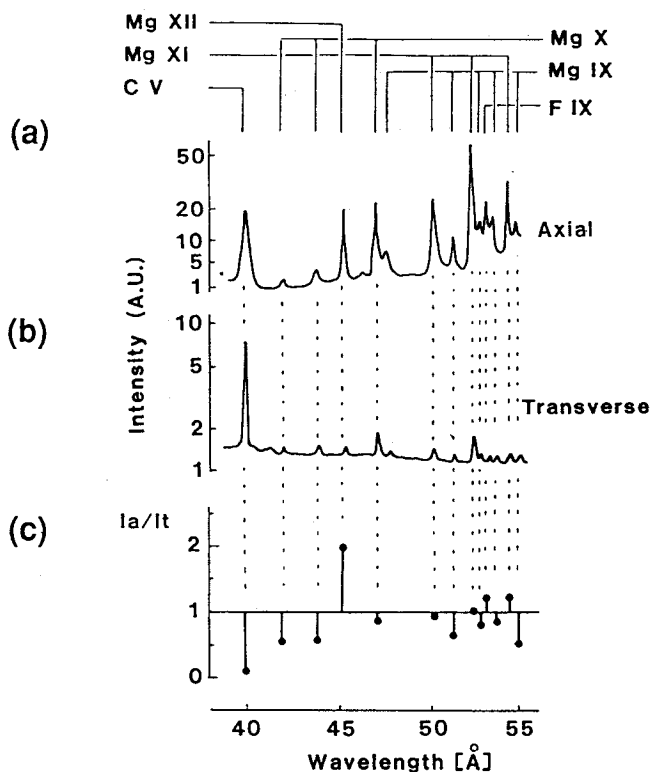 Mg XII
Mg X
Mg XI
Mg IX
C V
F IX
(a)
50
20
10
5
1
Axial
(b)
Intensity (A.U.)
10
5
2
1
Transverse
(c)
Ia/It
2
1
0
40 45 50 55
Wavelength [Å]